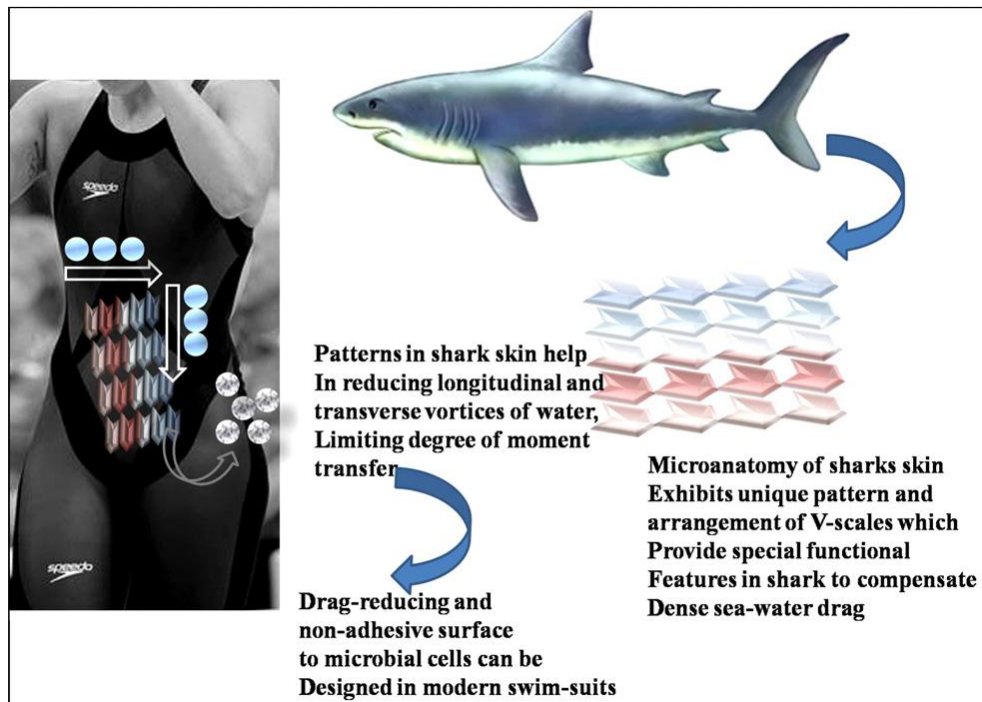 speedo
speedo
Patterns in shark skin help
In reducing longitudinal and
transverse vortices of water,
Limiting degree of moment
transfer
Microanatomy of sharks skin
Exhibits unique pattern and
arrangement of V-scales which
Provide special functional
Features in shark to compensate
Dense sea-water drag
Drag-reducing and
non-adhesive surface
to microbial cells can be
Designed in modern swim-suits